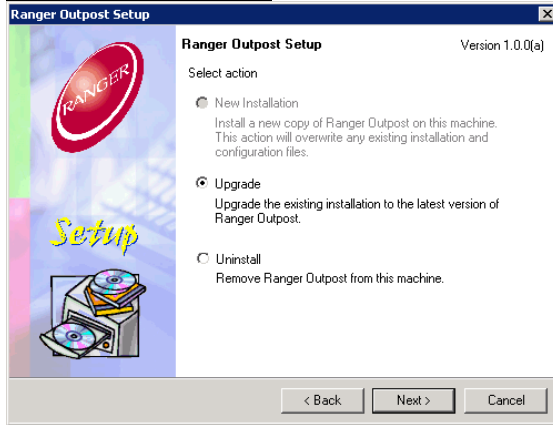 Ranger Outpost Setup
Ranger Outpost Setup
Version 1.0.0(a)
Select action
RANGER
New Installation
Install a new copy of Ranger Outpost on this machine.
This action will overwrite any existing installation and
configuration files.
Upgrade
Upgrade the existing installation to the latest version of
Ranger Outpost.
Setup
Uninstall
Remove Ranger Outpost from this machine.
< Back
Next >
Cancel